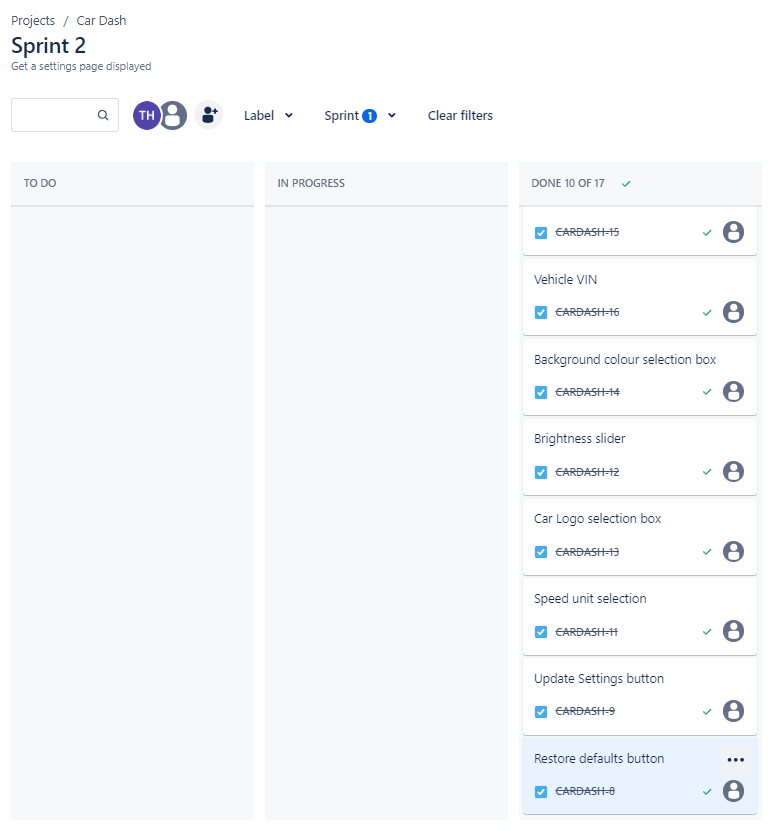 Projects / Car Dash
Sprint 2
Get a settings page displayed
TH
Label
Sprint 1
Clear filters
TO DO
IN PROGRESS
DONE 10 OF 17
CARDASH-15
Vehicle VIN
CARDASH-16
Background colour selection box
CARDASH-14
Brightness slider
CARDASH-12
Car Logo selection box
CARDASH-13
Speed unit selection
CARDASH-11
Update Settings button
CARDASH-9
Restore defaults button
CARDASH-8